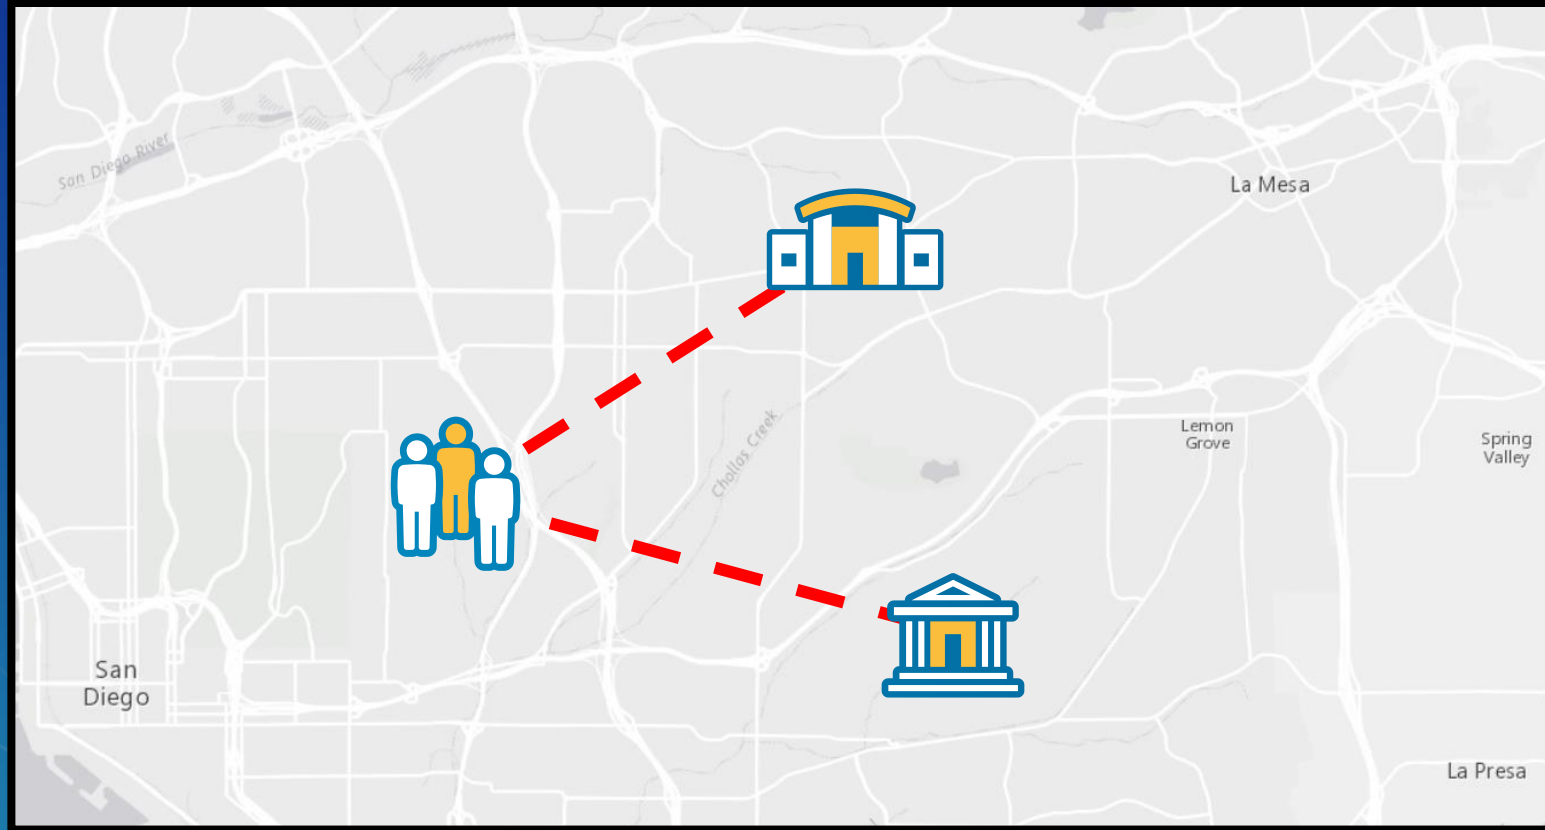 San Diego River
La Mesa
Chollas Creek
Lemon
Grove
Spring
Valley
San
Diego
La Presa